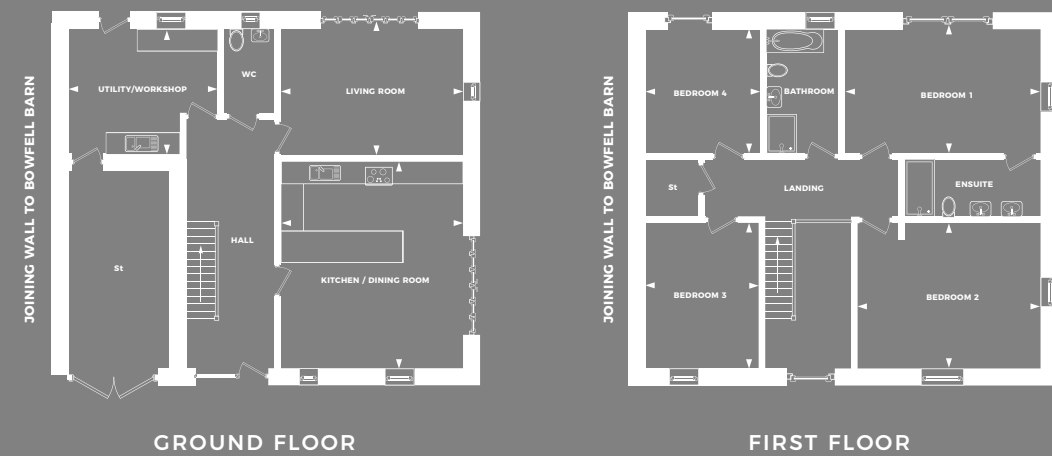 JOINING WALL TO BOWFELL BARN
UTILITY/WORKSHOP
WC
LIVING ROOM
HALL
St
KITCHEN / DINING ROOM
GROUND FLOOR
JOINING WALL TO BOWFELL BARN
BEDROOM 4
BATHROOM
BEDROOM 1
St
LANDING
ENSUITE
BEDROOM 3
BEDROOM 2
FIRST FLOOR